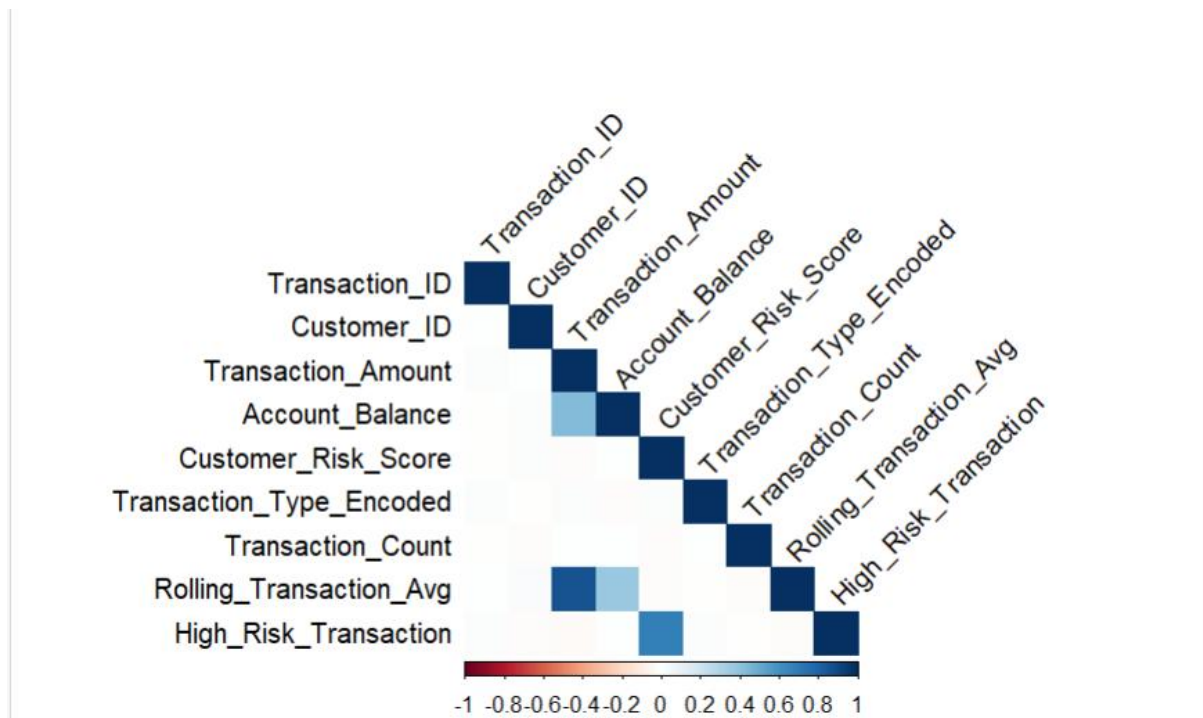 Transaction_ID
Customer_ID
Transaction_Amount
Account_Balance
Customer_Risk_Score
Transaction_Type_Encoded
Transaction_Count
Rolling_Transaction_Avg
High_Risk_Transaction
Transaction_ID
Customer_ID
Transaction_Amount
Account_Balance
Customer_Risk_Score
Transaction_Type_Encoded
Transaction_Count
Rolling_Transaction_Avg
High_Risk_Transaction
-1 -0.8 -0.6 -0.4 -0.2 0 0.2 0.4 0.6 0.8 1